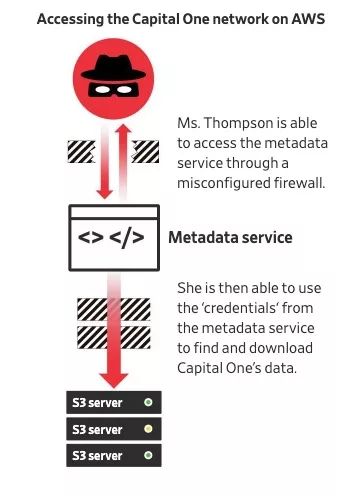 Accessing the Capital One network on AWS
Ms. Thompson is able
to access the metadata
service through a
misconfigured firewall.
<> </>
Metadata service
She is then able to use
the ‘credentials‘ from
the metadata service
to find and download
Capital One’s data.
S3 server
S3 server
S3 server